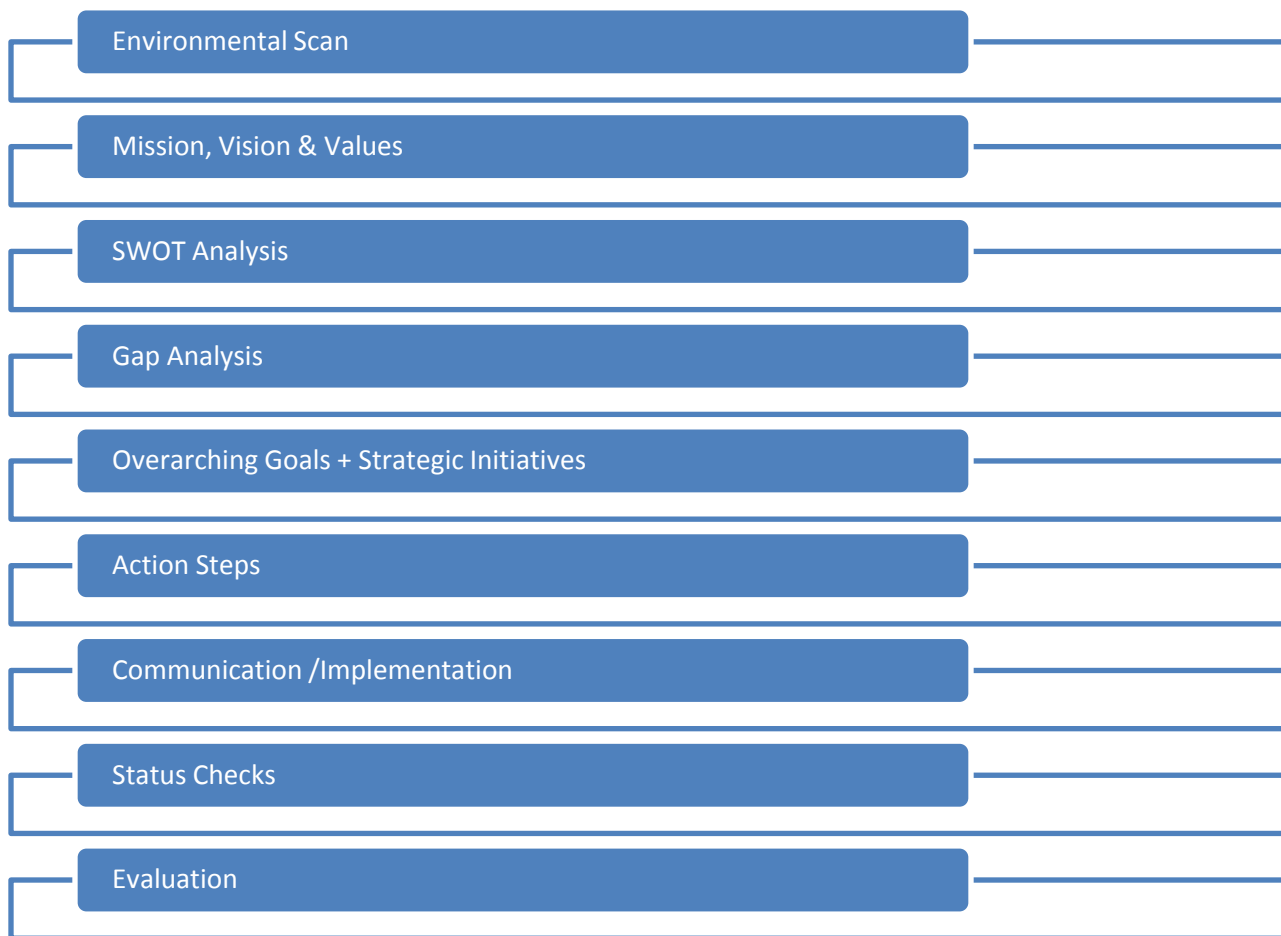 Environmental Scan
Mission, Vision & Values
SWOT Analysis
Gap Analysis
Overarching Goals + Strategic Initiatives
Action Steps
Communication /Implementation
Status Checks
Evaluation